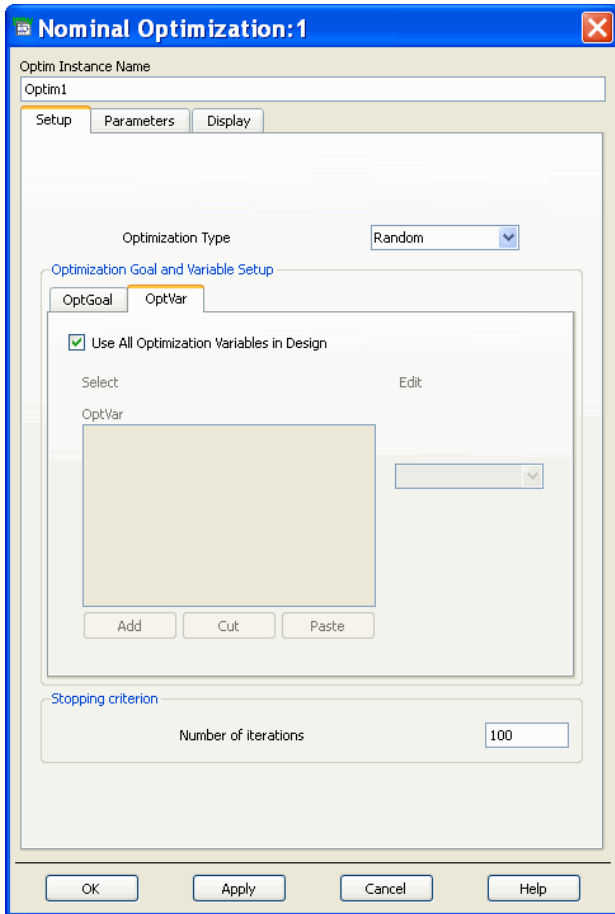 Nominal Optimization:1
Optim Instance Name
Optim1
Setup Parameters Display
Optimization Type Random
Optimization Goal and Variable Setup
OptGoal OptVar
Use All Optimization Variables in Design
Select Edit
OptVar
Add Cut Paste
Stopping criterion
Number of iterations 100
OK Apply Cancel Help